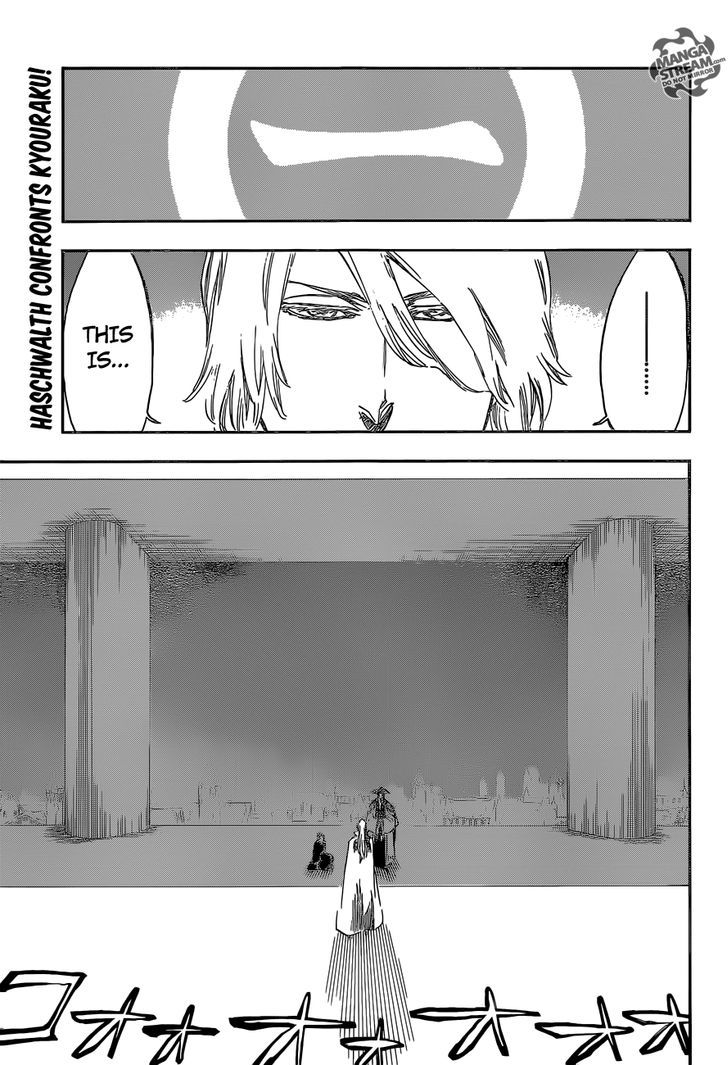 HASCHWALTH CONFRONTS KYOURAKU!
MANGA
STREAM.com
DO NOT MIRROR
一
..........
THIS
IS...
コォォォォォォォ